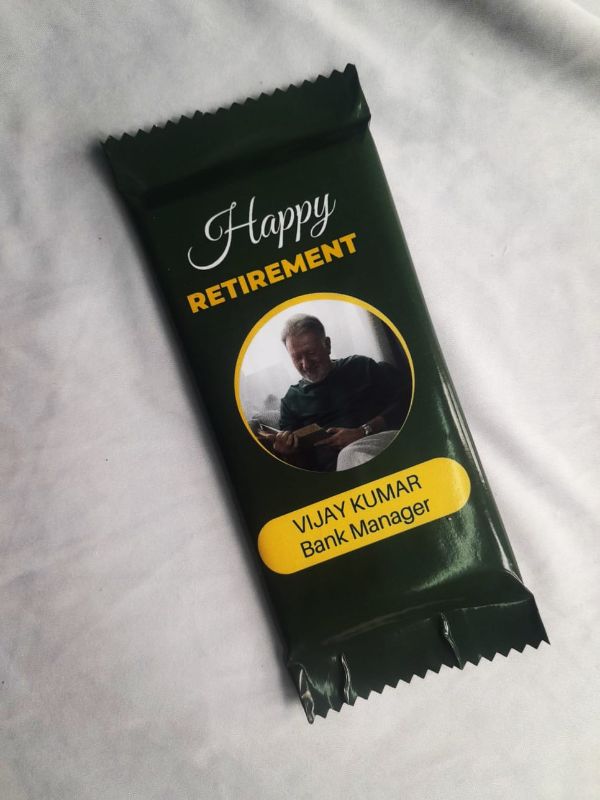 Happy
RETIREMENT
VIJAY KUMAR
Bank Manager